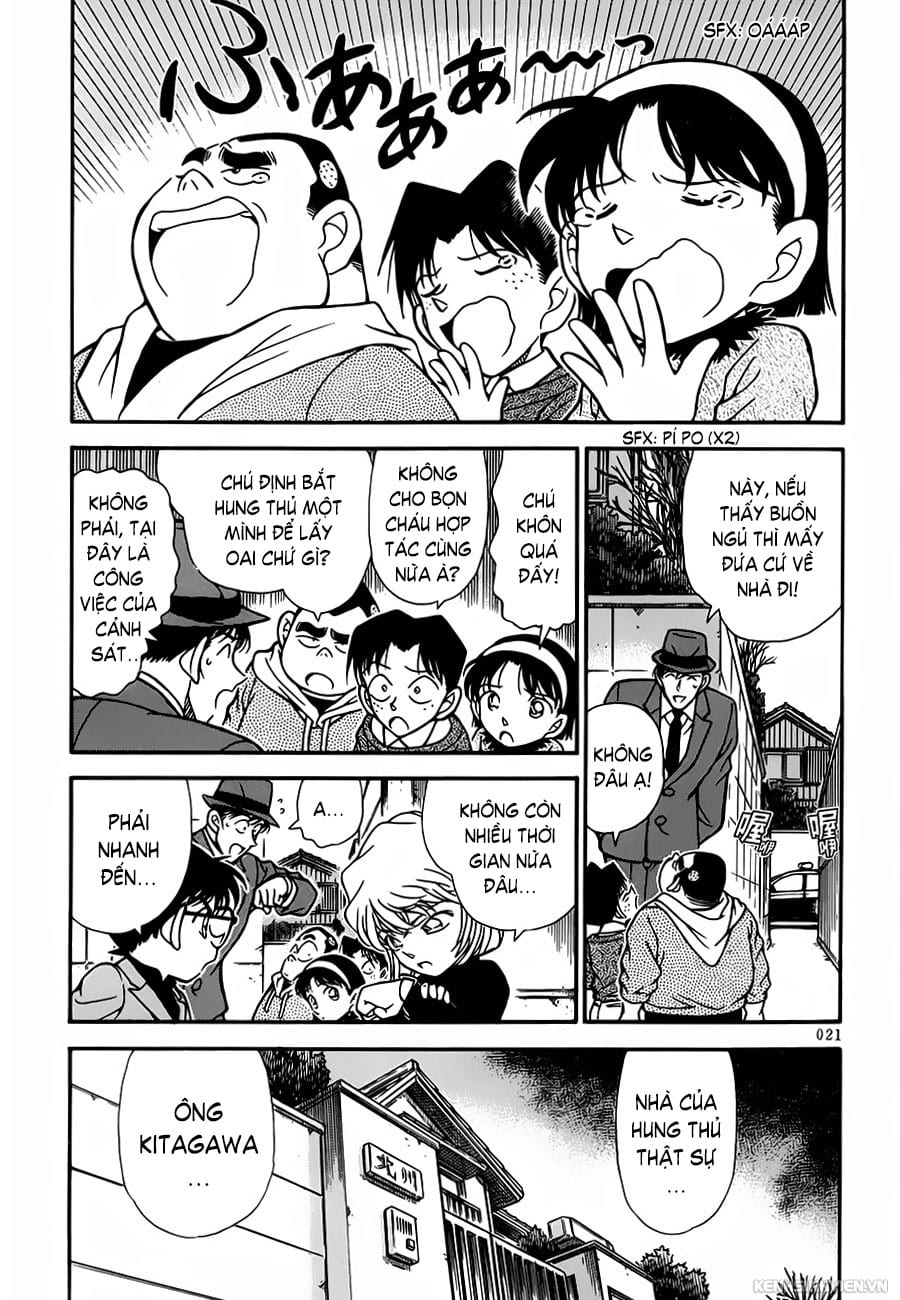 SFX: OÁÁÁP
ふぁあああ〜〜っ
SFX: PÍ PO (X2)
NÀY, NẾU
THẤY BUỒN
NGỦ THÌ MẤY
ĐỨA CỨ VỀ
NHÀ ĐI!
KHÔNG
ĐÂU Ạ!
喔
喔
CHÚ
KHÔN
QUÁ
ĐẤY!
KHÔNG
CHO BỌN
CHÁU HỢP
TÁC CÙNG
NỮA À?
CHÚ ĐỊNH BẮT
HUNG THỦ MỘT
MÌNH ĐỂ LẤY
OAI CHỨ GÌ?
KHÔNG
PHẢI, TẠI
ĐÂY LÀ
CÔNG
VIỆC CỦA
CẢNH
SÁT...
KHÔNG CÒN
NHIỀU THỜI
GIAN NỮA
ĐÂU...
A...
PHẢI
NHANH
ĐẾN...
021
NHÀ CỦA
HUNG THỦ
THẬT SỰ
...
ÔNG
KITAGAWA
...
北川